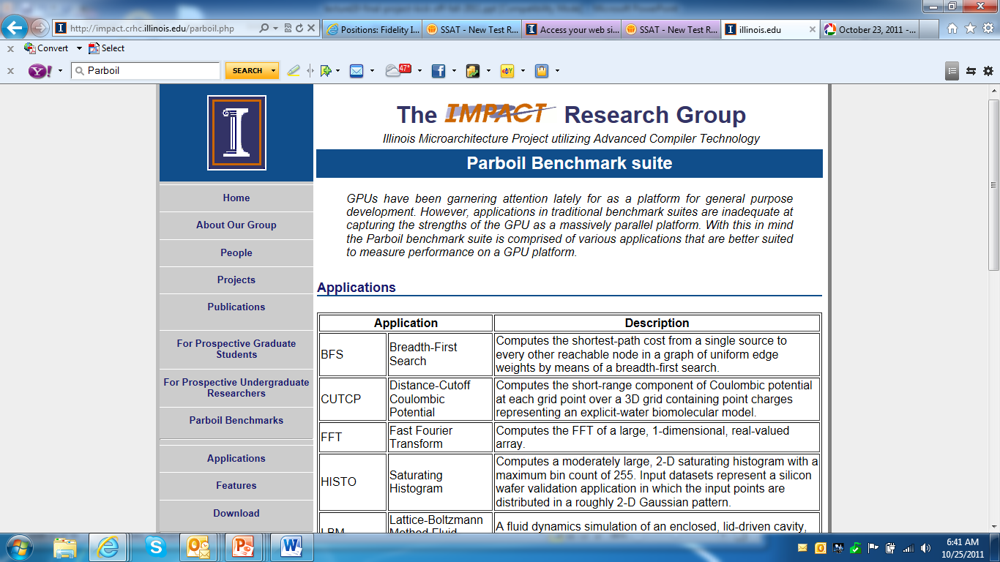 http://impact.crhc.illinois.edu/parboil.php
Positions: Fidelity I...
SSAT - New Test R...
Access your web si...
SSAT - New Test R...
illinois.edu
October 23, 2011 -...
x Convert Select
x Y! Parboil SEARCH 47° f
The IMPACT Research Group
Illinois Microarchitecture Project utilizing Advanced Compiler Technology
Parboil Benchmark suite
Home
About Our Group
People
Projects
Publications
For Prospective Graduate
Students
For Prospective Undergraduate
Researchers
Parboil Benchmarks
Applications
Features
Download
GPUs have been garnering attention lately for as a platform for general purpose
development. However, applications in traditional benchmark suites are inadequate at
capturing the strengths of the GPU as a massively parallel platform. With this in mind
the Parboil benchmark suite is comprised of various applications that are better suited
to measure performance on a GPU platform.
Applications
Application Description
BFS
Breadth-First
Search
Computes the shortest-path cost from a single source to
every other reachable node in a graph of uniform edge
weights by means of a breadth-first search.
CUTCP
Distance-Cutoff
Coulombic
Potential
Computes the short-range component of Coulombic potential
at each grid point over a 3D grid containing point charges
representing an explicit-water biomolecular model.
FFT
Fast Fourier
Transform
Computes the FFT of a large, 1-dimensional, real-valued
array.
HISTO
Saturating
Histogram
Computes a moderately large, 2-D saturating histogram with a
maximum bin count of 255. Input datasets represent a silicon
wafer validation application in which the input points are
distributed in a roughly 2-D Gaussian pattern.
LBM
Lattice-Boltzmann
Method Fluid
A fluid dynamics simulation of an enclosed, lid-driven cavity,
6:41 AM
10/25/2011